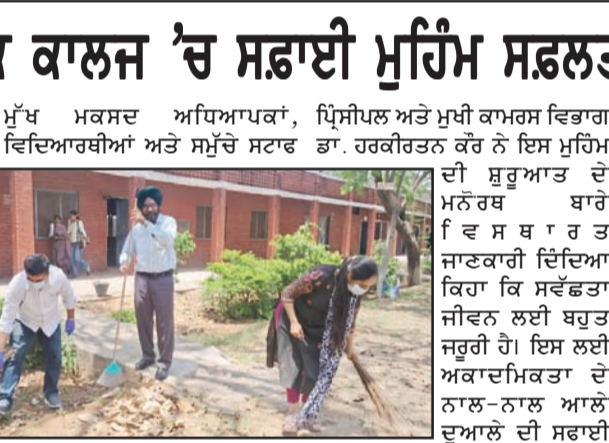 ਕਾਲਜ 'ਚ ਸਫ਼ਾਈ ਮੁਹਿੰਮ
ਮੁੱਖ ਮਕਸਦ ਅਧਿਆਪਕਾਂ,
ਵਿਦਿਆਰਥੀਆਂ ਅਤੇ ਸਮੁੱਚੇ ਸਟਾਫ
ਪ੍ਰਿੰਸੀਪਲ ਅਤੇ ਮੁਖੀ ਕਾਮਰਸ ਵਿਭਾਗ
ਡਾ. ਹਰਕੀਰਤਨ ਕੌਰ ਨੇ ਇਸ ਮੁਹਿੰਮ
ਦੀ ਸ਼ੁਰੂਆਤ ਦੇ
ਮਨੋਰਥ ਬਾਰੇ
ਵਿਸਥਾਰਤ
ਜਾਣਕਾਰੀ ਦਿੰਦਿਆ
ਕਿਹਾ ਕਿ ਸਵੱਛਤਾ
ਜੀਵਨ ਲਈ ਬਹੁਤ
ਜਰੂਰੀ ਹੈ। ਇਸ ਲਈ
ਅਕਾਦਮਿਕਤਾ ਦੇ
ਨਾਲ-ਨਾਲ ਆਲੇ
ਦੁਆਲੇ ਦੀ ਸਫਾਈ